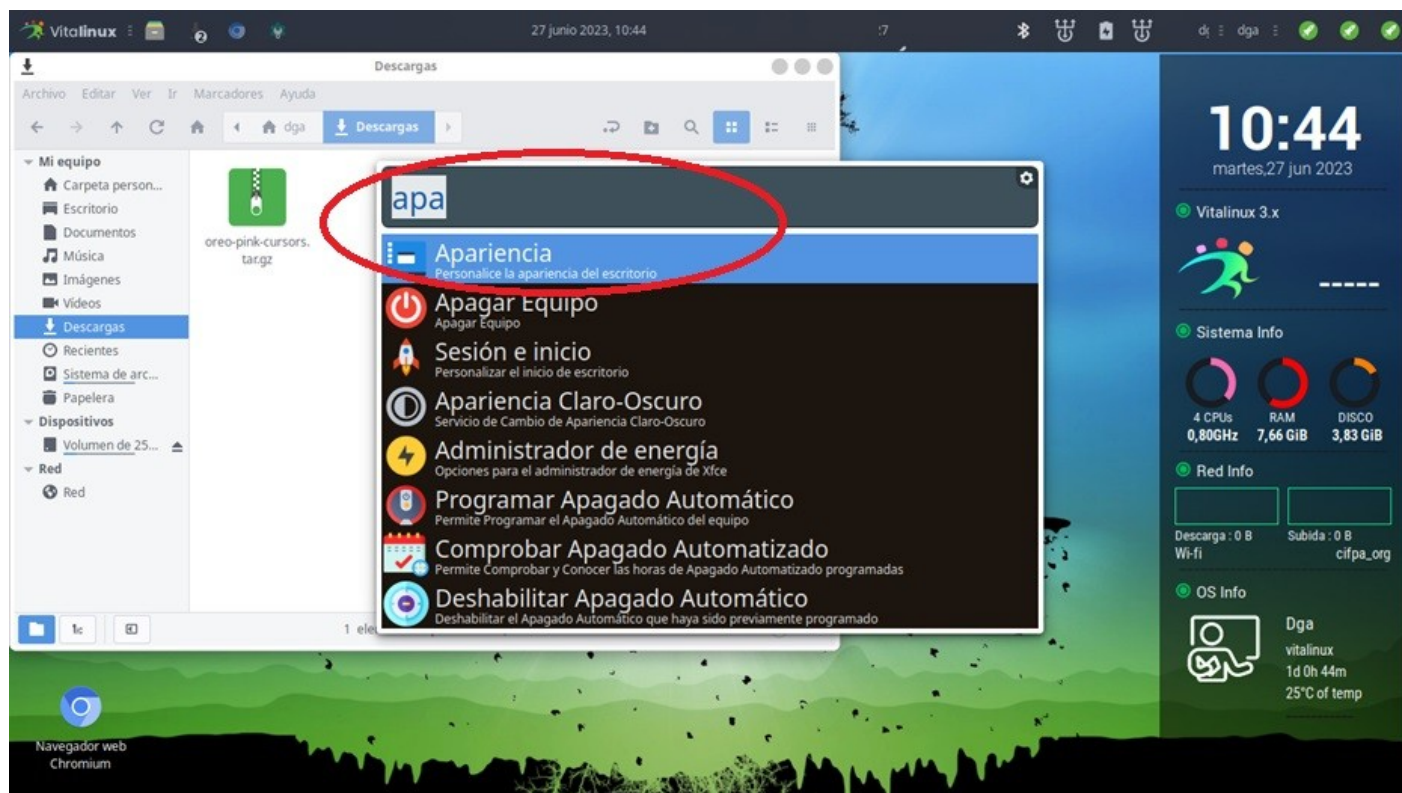 Vitalinux
2
27 junio 2023, 10:44
:7
dga
Descargas
Archivo Editar Ver Ir Marcadores Ayuda
dga
Descargas
Mi equipo
Carpeta person...
Escritorio
Documentos
Música
Imágenes
Vídeos
Descargas
Recientes
Sistema de arc...
Papelera
Dispositivos
Volumen de 25...
Red
Red
oreo-pink-cursors.
tar.gz
1 ele
apa
Apariencia
Personalice la apariencia del escritorio
Apagar Equipo
Apagar Equipo
Sesión e inicio
Personalizar el inicio de escritorio
Apariencia Claro-Oscuro
Servicio de Cambio de Apariencia Claro-Oscuro
Administrador de energía
Opciones para el administrador de energía de Xfce
Programar Apagado Automático
Permite Programar el Apagado Automático del equipo
Comprobar Apagado Automatizado
Permite Comprobar y Conocer las horas de Apagado Automatizado programadas
Deshabilitar Apagado Automático
Deshabilitar el Apagado Automático que haya sido previamente programado
Navegador web
Chromium
10:44
martes,27 jun 2023
Vitalinux 3.x
-----
Sistema Info
4 CPUs RAM DISCO
0,80GHz 7,66 GiB 3,83 GiB
Red Info
Descarga : 0 B Subida : 0 B
Wi-fi cifpa_org
OS Info
Dga
vitalinux
1d 0h 44m
25°C of temp